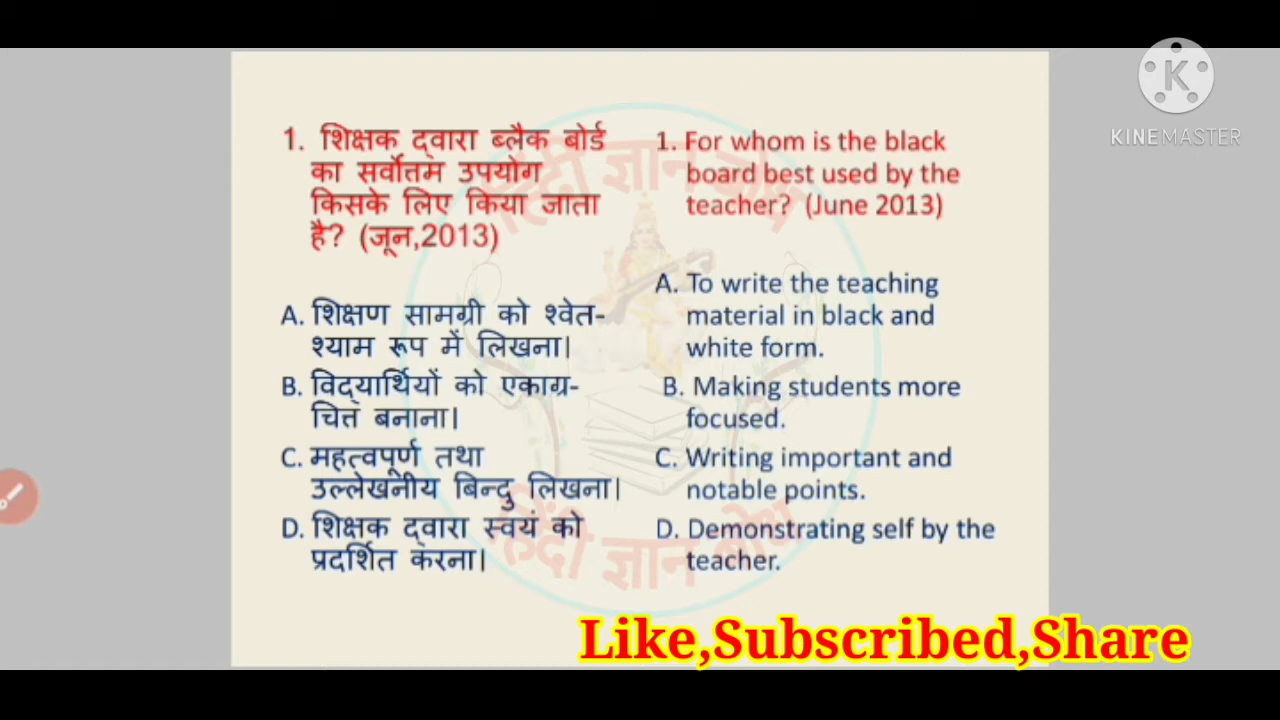 KINEMASTER
1. शिक्षक द्वारा ब्लैक बोर्ड
का सर्वोत्तम उपयोग
किसके लिए किया जाता
है? (जून,2013)
A. शिक्षण सामग्री को श्वेत-
श्याम रूप में लिखना।
B. विद्यार्थियों को एकाग्र-
चित्त बनाना।
C. महत्वपूर्ण तथा
उल्लेखनीय बिन्दु लिखना।
D. शिक्षक द्वारा स्वयं को
प्रदर्शित करना।
1. For whom is the black
board best used by the
teacher? (June 2013)
A. To write the teaching
material in black and
white form.
B. Making students more
focused.
C. Writing important and
notable points.
D. Demonstrating self by the
teacher.
हिंदी ज्ञान बोध
हिंदी ज्ञान बोध
Like,Subscribed,Share